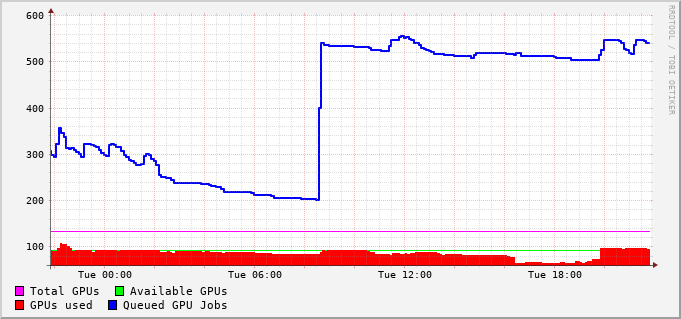 600
500
400
300
200
100
Tue 00:00 Tue 06:00 Tue 12:00 Tue 18:00
Total GPUs Available GPUs
GPUs used Queued GPU Jobs
RRDTOOL / TOBI OETIKER